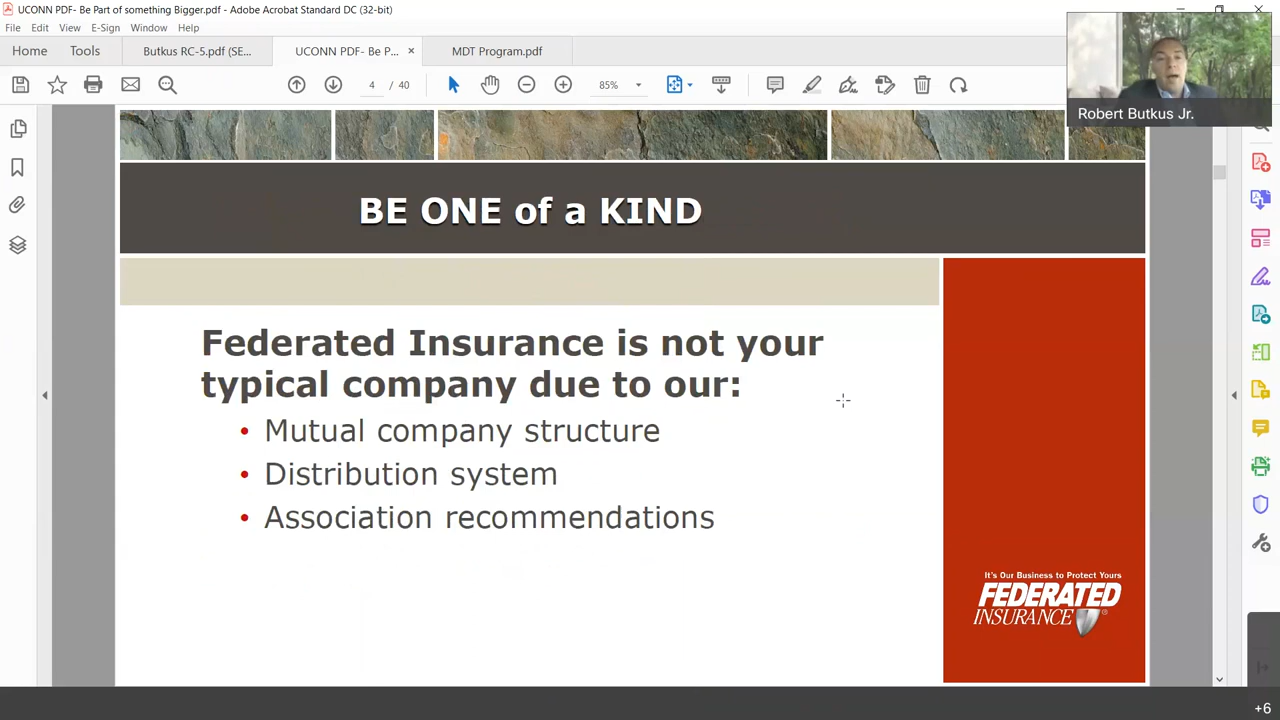 UCONN PDF- Be Part of something Bigger.pdf - Adobe Acrobat Standard DC (32-bit)
File Edit View E-Sign Window Help
Home Tools Butkus RC-5.pdf (SE... UCONN PDF- Be P... × MDT Program.pdf
4 / 40 85%
Robert Butkus Jr.
BE ONE of a KIND
Federated Insurance is not your
typical company due to our:
• Mutual company structure
• Distribution system
• Association recommendations
It's Our Business to Protect Yours
FEDERATED
INSURANCE
+6